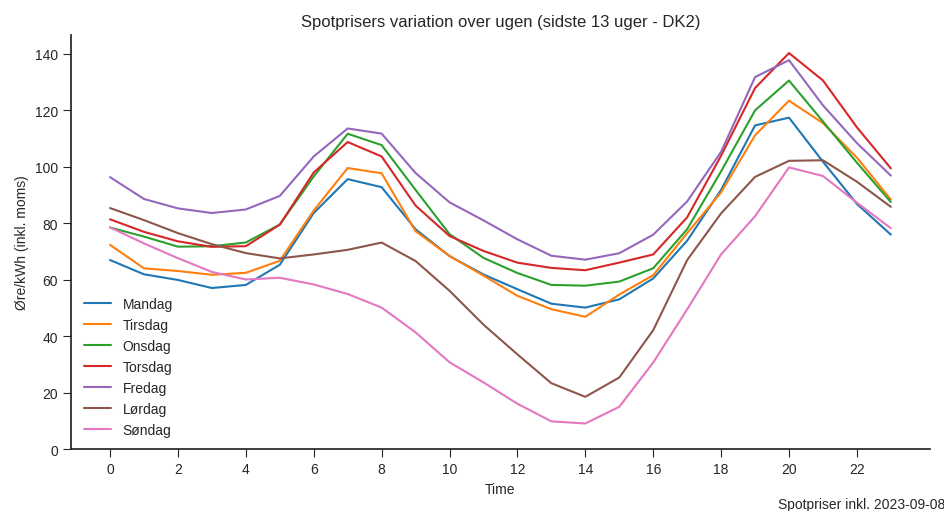 Spotprisers variation over ugen (sidste 13 uger - DK2)
Øre/kWh (inkl. moms)
140
120
100
80
60
40
20
0
Mandag
Tirsdag
Onsdag
Torsdag
Fredag
Lørdag
Søndag
0 2 4 6 8 10 12 14 16 18 20 22
Time
Spotpriser inkl. 2023-09-08